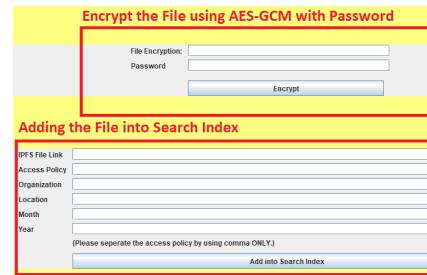 Encrypt the File using AES-GCM with Password
File Encryption:
Password
Encrypt
Adding the File into Search Index
IPFS File Link
Access Policy
Organization
Location
Month
Year
(Please seperate the access policy by using comma ONLY.)
Add into Search Index